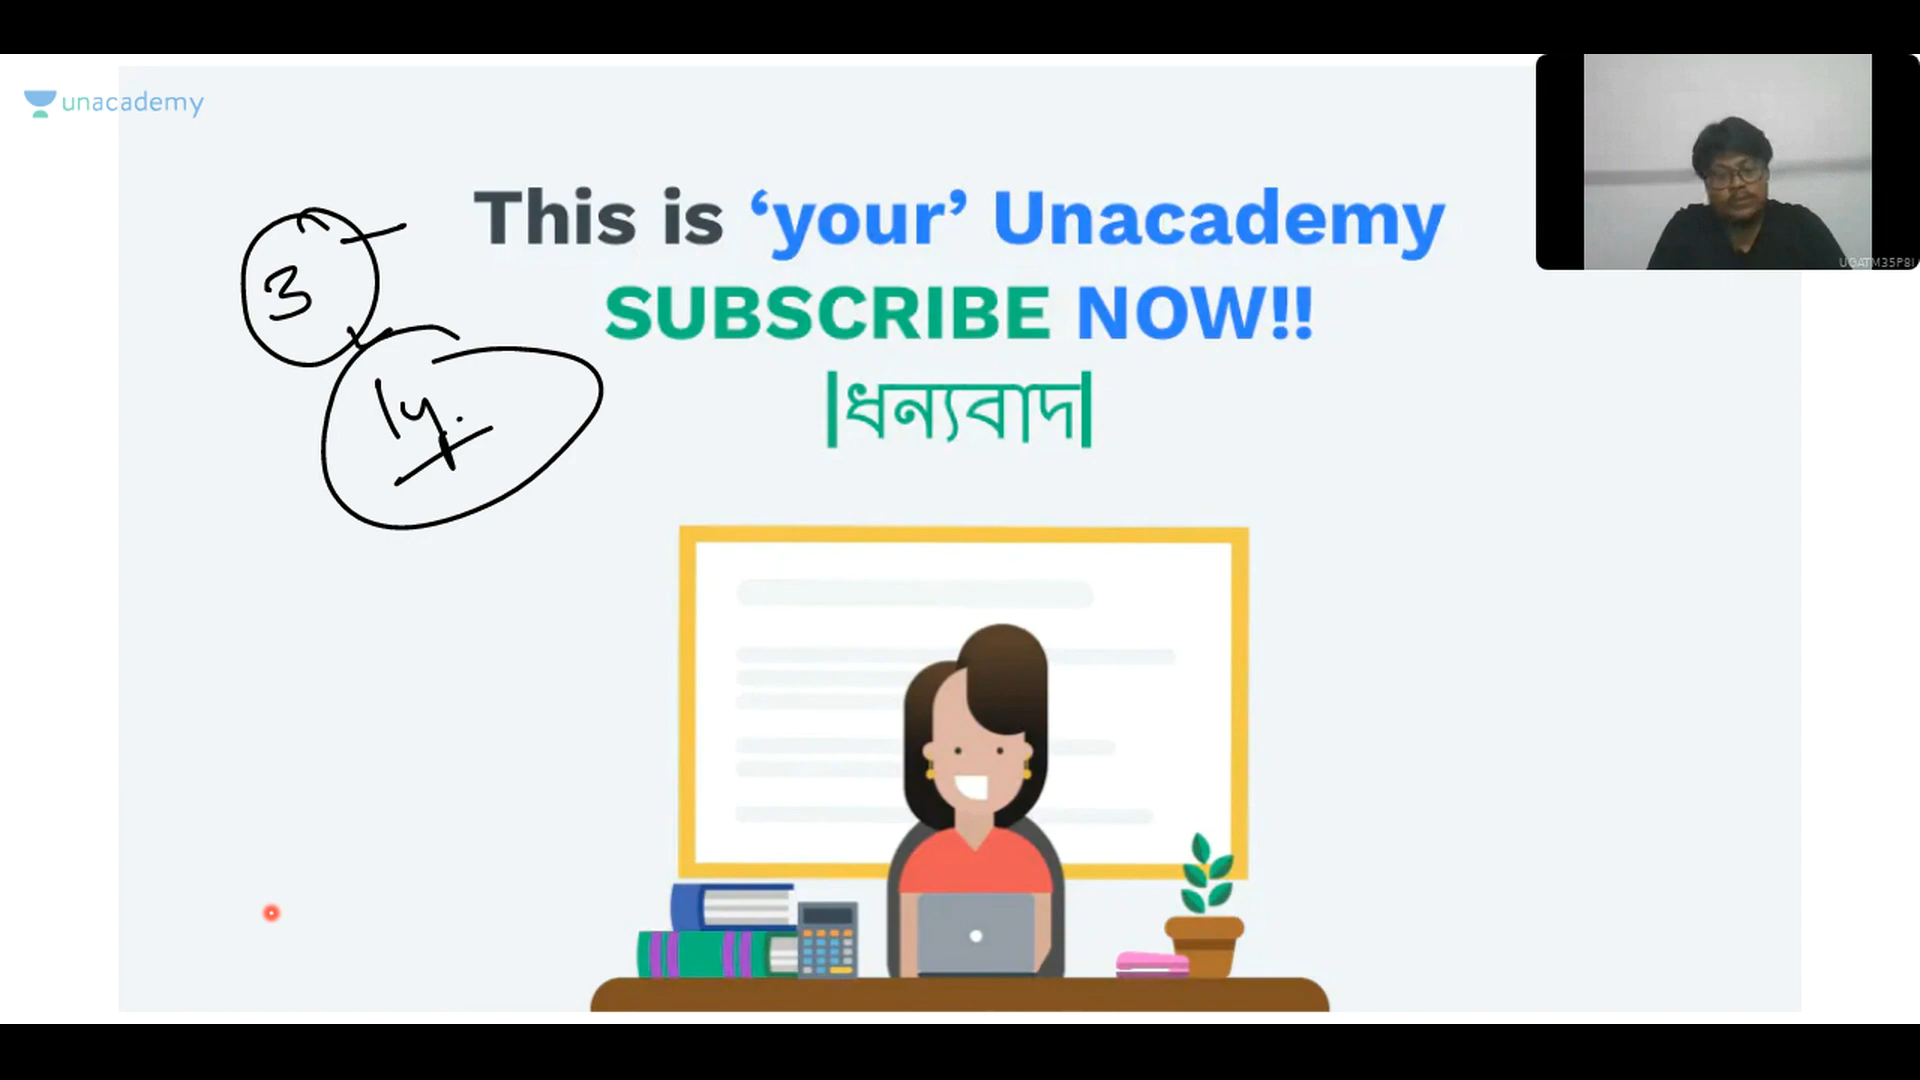 unacademy
This is ‘your’ Unacademy
SUBSCRIBE NOW!!
|ধন্যবাদ|
3
1y.